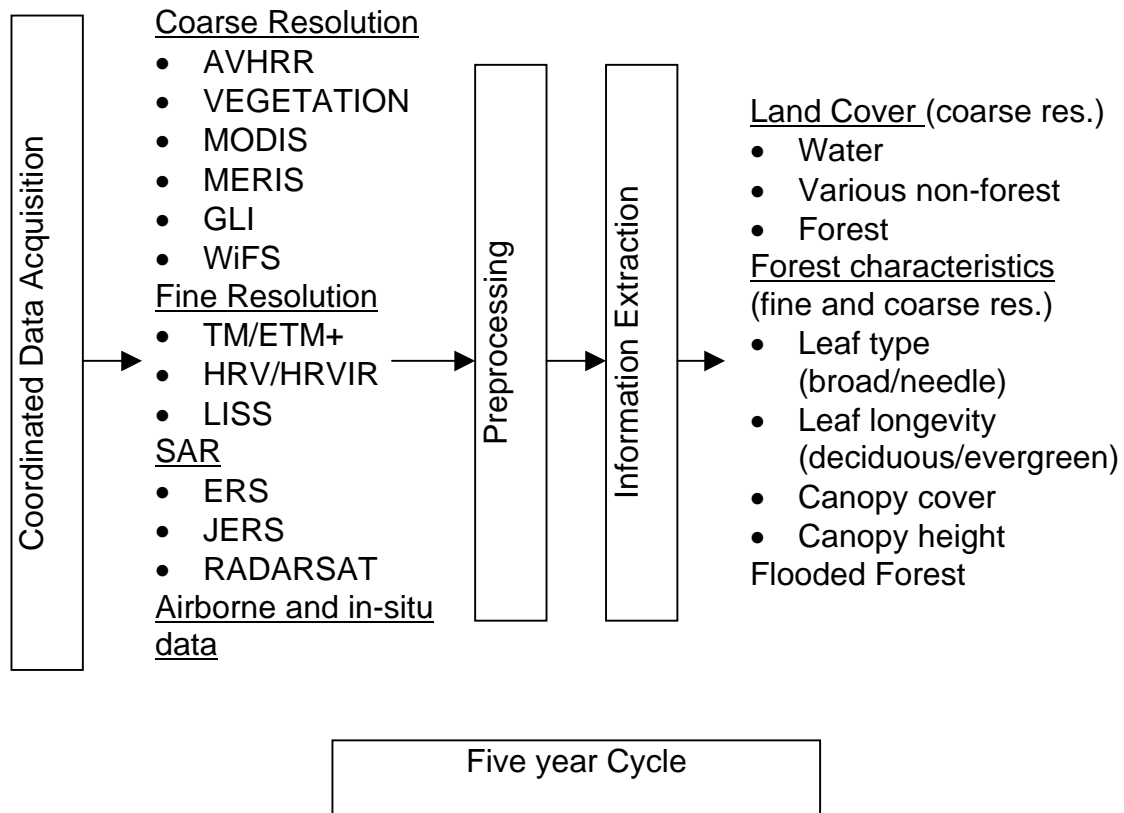 Coordinated Data Acquisition
Coarse Resolution
• AVHRR
• VEGETATION
• MODIS
• MERIS
• GLI
• WiFS
Fine Resolution
• TM/ETM+
• HRV/HRVIR
• LISS
SAR
• ERS
• JERS
• RADARSAT
Airborne and in-situ
data
Preprocessing
Information Extraction
Land Cover (coarse res.)
• Water
• Various non-forest
• Forest
Forest characteristics
(fine and coarse res.)
• Leaf type
(broad/needle)
• Leaf longevity
(deciduous/evergreen)
• Canopy cover
• Canopy height
Flooded Forest
Five year Cycle